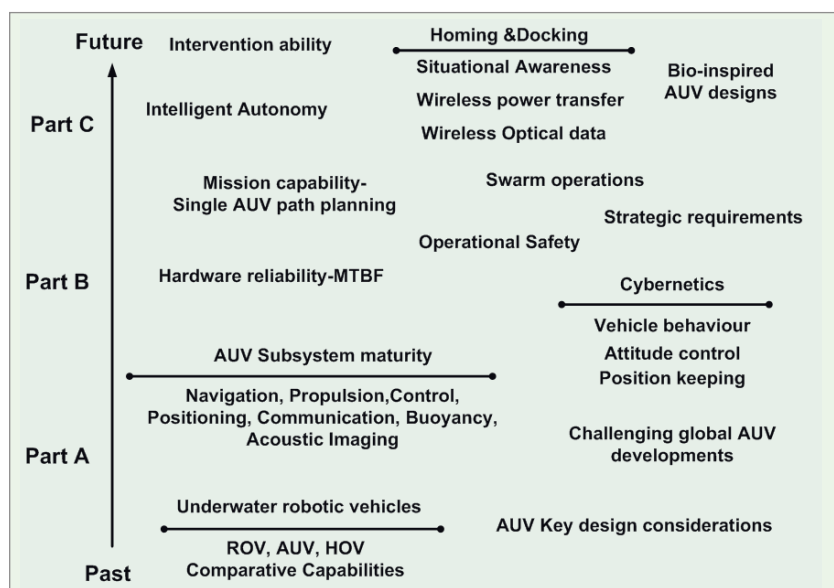 Future
Intervention ability
Homing &Docking
Situational Awareness
Bio-inspired
AUV designs
Wireless power transfer
Intelligent Autonomy
Part C
Wireless Optical data
Mission capability-
Single AUV path planning
Swarm operations
Strategic requirements
Operational Safety
Part B
Hardware reliability-MTBF
Cybernetics
Vehicle behaviour
AUV Subsystem maturity
Attitude control
Position keeping
Navigation, Propulsion,Control,
Positioning, Communication, Buoyancy,
Acoustic Imaging
Challenging global AUV
developments
Part A
Underwater robotic vehicles
AUV Key design considerations
ROV, AUV, HOV
Comparative Capabilities
Past